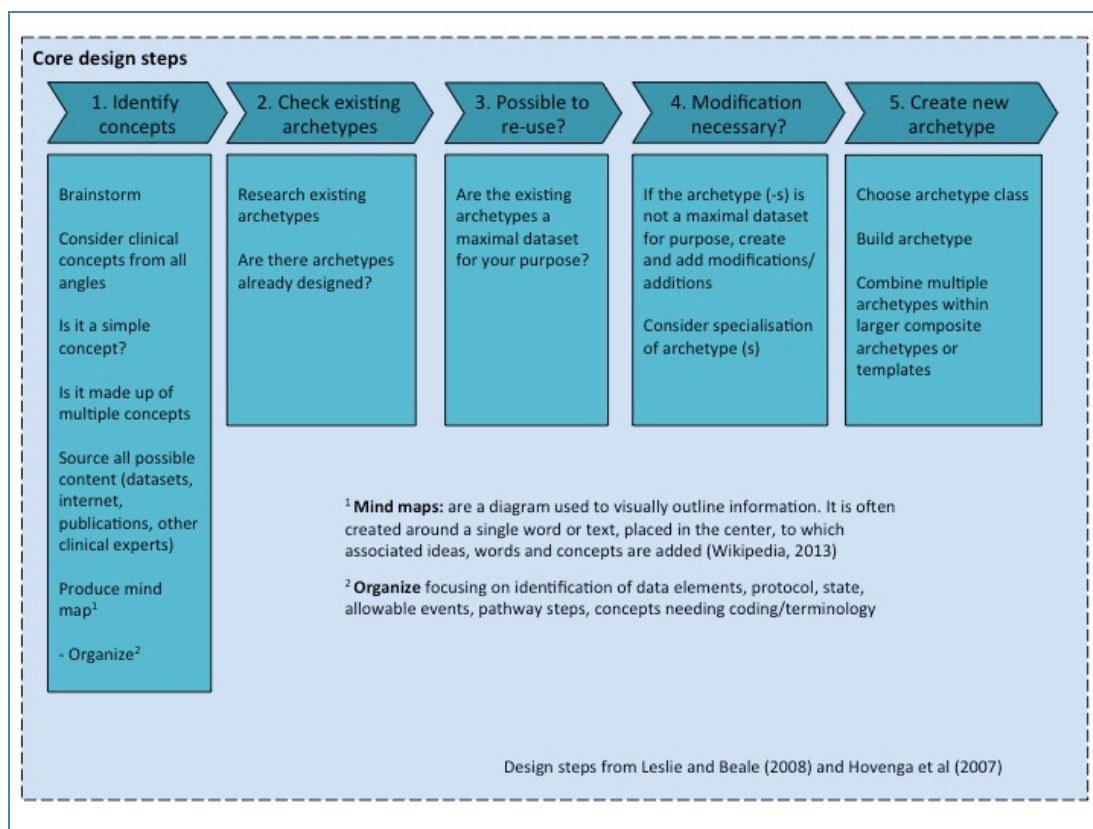 Core design steps
1. Identify
concepts
2. Check existing
archetypes
3. Possible to
re-use?
4. Modification
necessary?
5. Create new
archetype
Brainstorm
Consider clinical
concepts from all
angles
Is it a simple
concept?
Is it made up of
multiple concepts
Source all possible
content (datasets,
internet,
publications, other
clinical experts)
Produce mind
map¹
- Organize²
Research existing
archetypes
Are there archetypes
already designed?
Are the existing
archetypes a
maximal dataset
for your purpose?
If the archetype (-s) is
not a maximal dataset
for purpose, create
and add modifications/
additions
Consider specialisation
of archetype (s)
Choose archetype class
Build archetype
Combine multiple
archetypes within
larger composite
archetypes or
templates
¹ Mind maps: are a diagram used to visually outline information. It is often
created around a single word or text, placed in the center, to which
associated ideas, words and concepts are added (Wikipedia, 2013)
² Organize focusing on identification of data elements, protocol, state,
allowable events, pathway steps, concepts needing coding/terminology
Design steps from Leslie and Beale (2008) and Hovenga et al (2007)